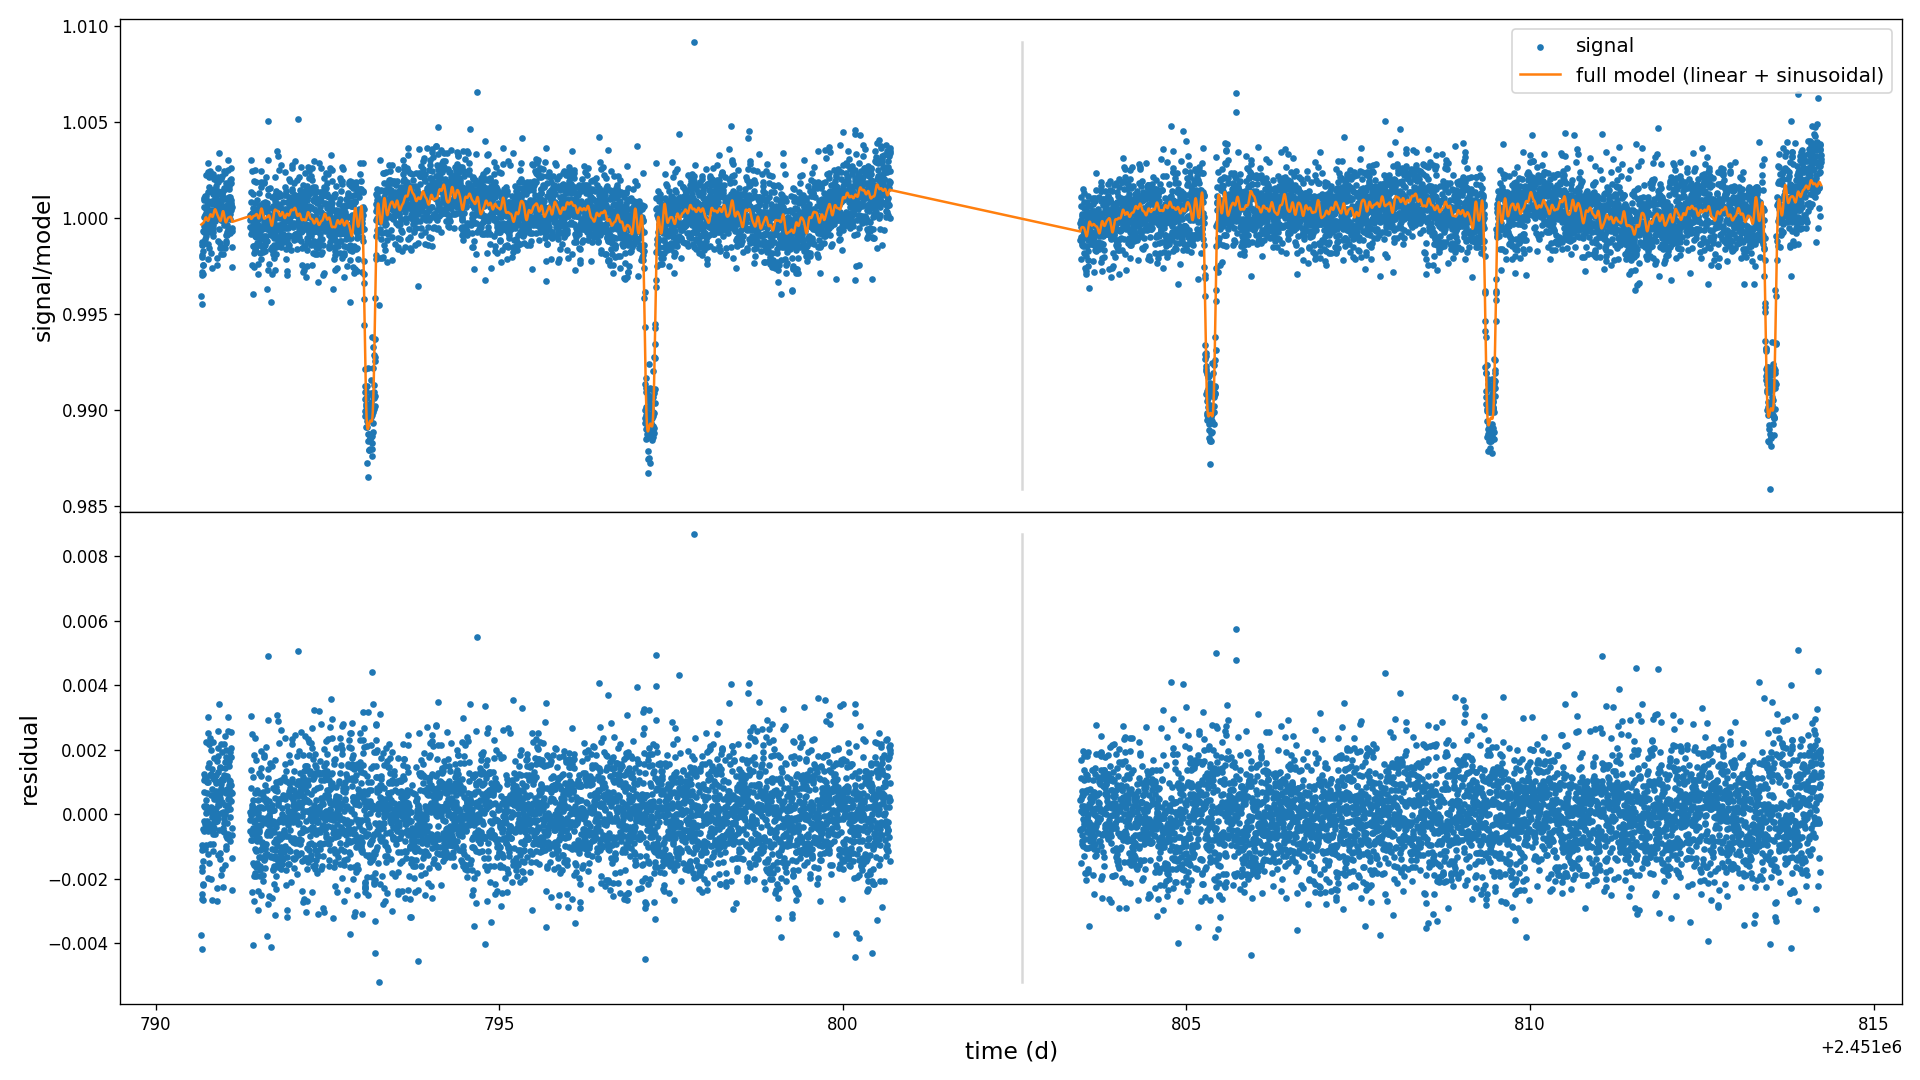 1.010
signal
full model (linear + sinusoidal)
1.005
1.000
0.995
0.990
0.985
signal/model
0.008
0.006
0.004
0.002
0.000
−0.002
−0.004
residual
790 795 800 805 810 815
time (d)
+2.451e6